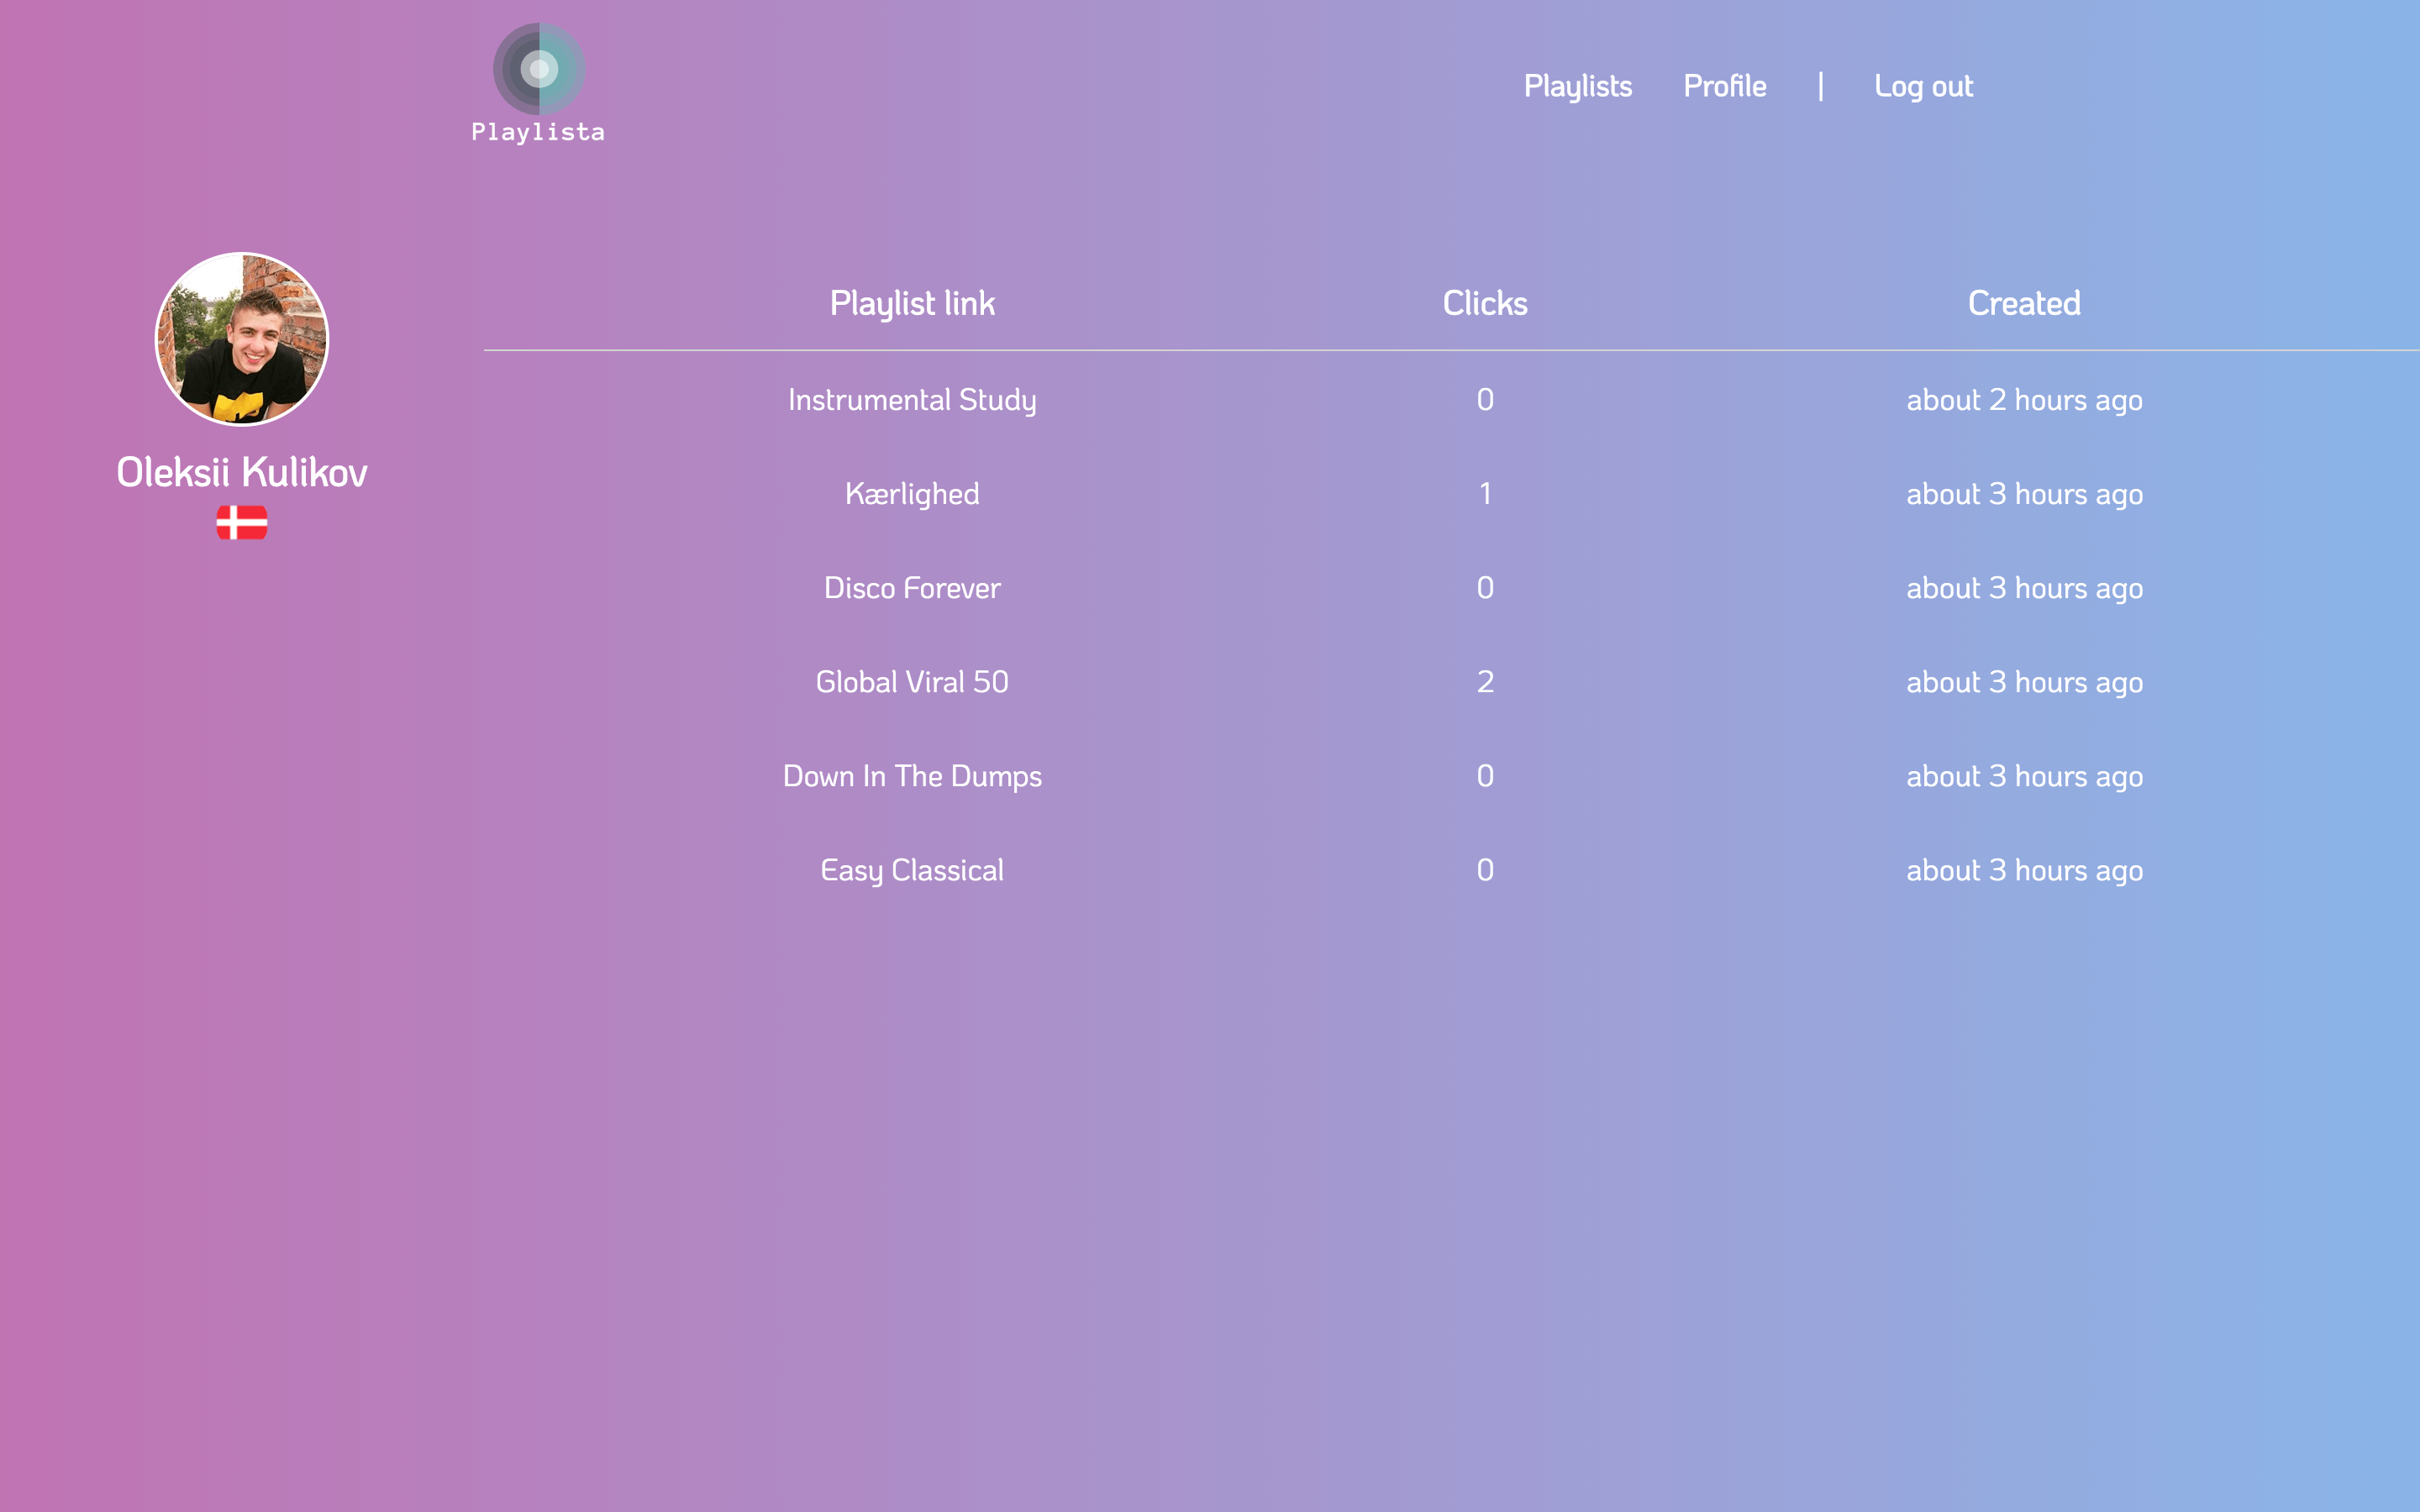 Playlista
Playlists Profile | Log out
Oleksii Kulikov
Playlist link Clicks Created
Instrumental Study 0 about 2 hours ago
Kærlighed 1 about 3 hours ago
Disco Forever 0 about 3 hours ago
Global Viral 50 2 about 3 hours ago
Down In The Dumps 0 about 3 hours ago
Easy Classical 0 about 3 hours ago